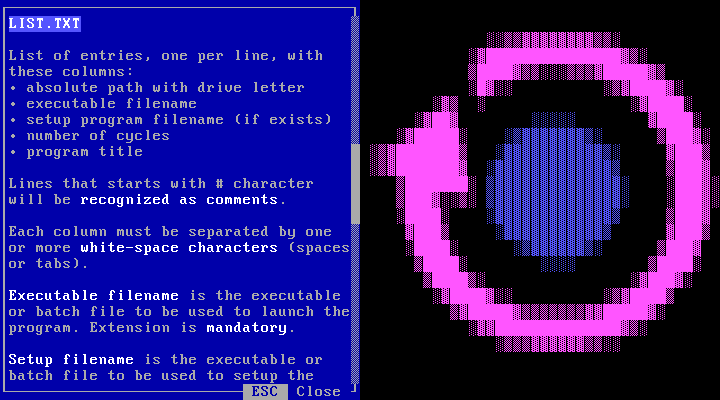 LIST.TXT
List of entries, one per line, with
these columns:
• absolute path with drive letter
• executable filename
• setup program filename (if exists)
• number of cycles
• program title
Lines that starts with # character
will be recognized as comments.
Each column must be separated by one
or more white-space characters (spaces
or tabs).
Executable filename is the executable
or batch file to be used to launch the
program. Extension is mandatory.
Setup filename is the executable or
batch file to be used to setup the
ESC Close